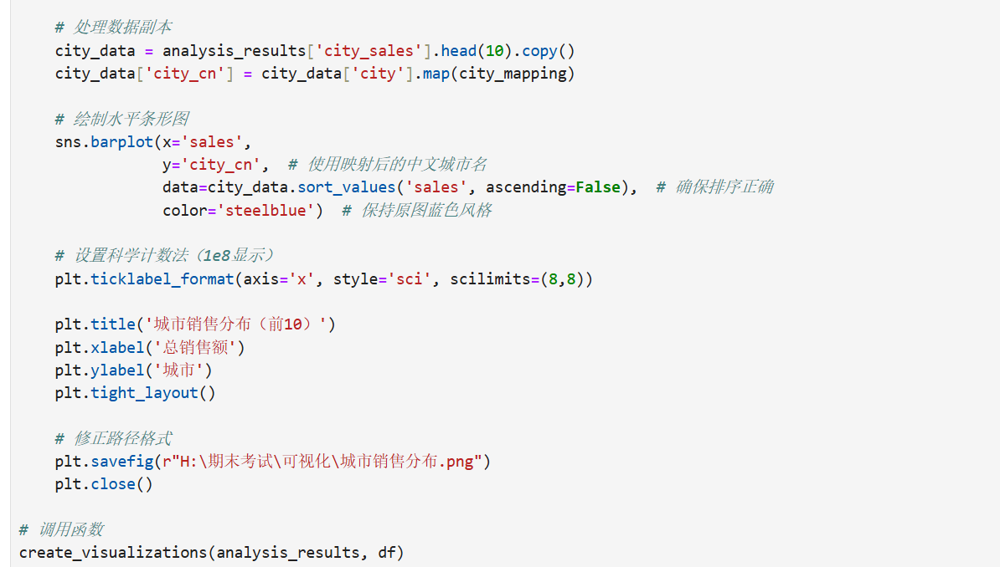 # 处理数据副本
city_data = analysis_results['city_sales'].head(10).copy()
city_data['city_cn'] = city_data['city'].map(city_mapping)
# 绘制水平条形图
sns.barplot(x='sales',
y='city_cn',  # 使用映射后的中文城市名
data=city_data.sort_values('sales', ascending=False),  # 确保排序正确
color='steelblue')  # 保持原图蓝色风格
# 设置科学计数法（1e8显示）
plt.ticklabel_format(axis='x', style='sci', scilimits=(8,8))
plt.title('城市销售分布（前10）')
plt.xlabel('总销售额')
plt.ylabel('城市')
plt.tight_layout()
# 修正路径格式
plt.savefig(r"H:\期末考试\可视化\城市销售分布.png")
plt.close()
# 调用函数
create_visualizations(analysis_results, df)